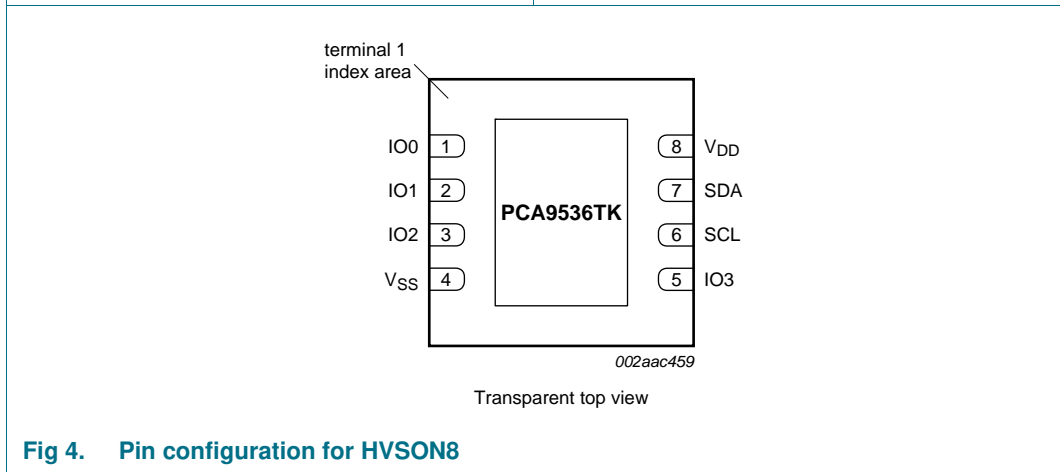 terminal 1
index area
IO0 1 8 VDD
IO1 2 7 SDA
PCA9536TK
IO2 3 6 SCL
VSS 4 5 IO3
002aac459
Transparent top view
Fig 4. Pin configuration for HVSON8